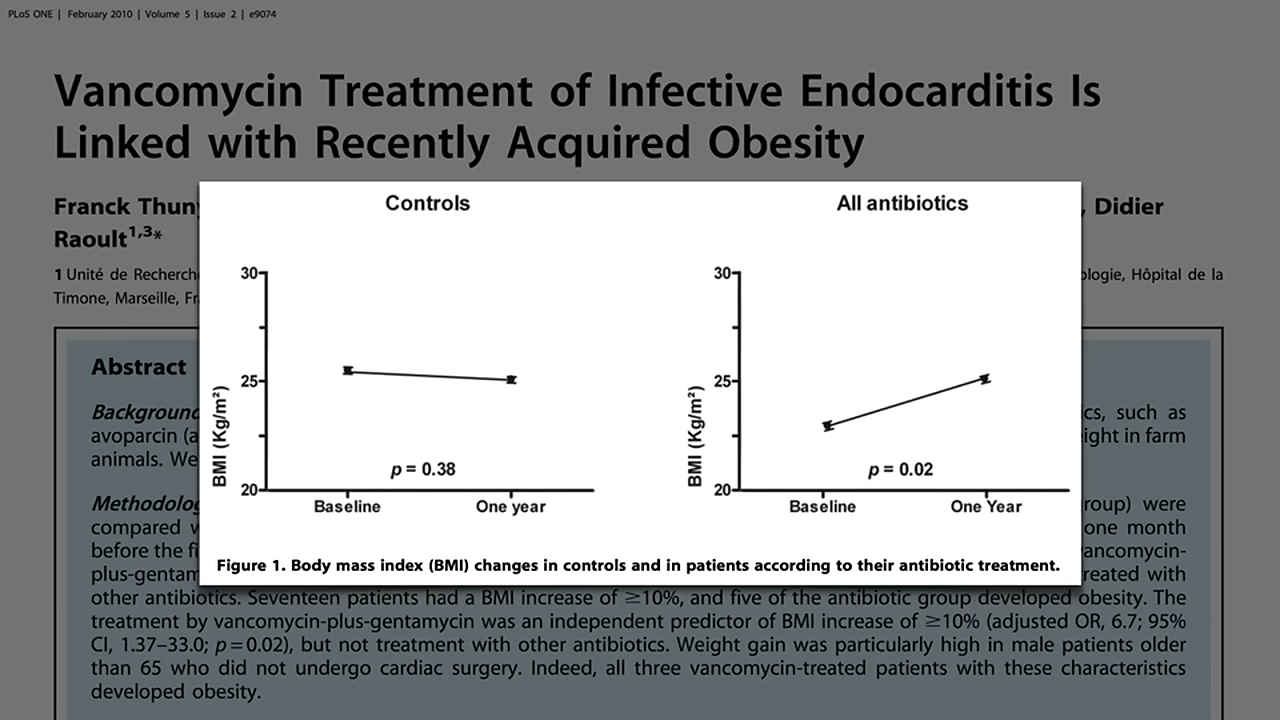 PLoS ONE | February 2010 | Volume 5 | Issue 2 | e9074
Vancomycin Treatment of Infective Endocarditis Is
Linked with Recently Acquired Obesity
Franck Thuny
, Didier
Raoult1,3*
1 Unité de Recherch
ologie, Hôpital de la
Timone, Marseille, Fr
Controls
30
25
20
BMI (Kg/m²)
p = 0.38
Baseline
One year
All antibiotics
30
25
20
BMI (Kg/m²)
p = 0.02
Baseline
One Year
Figure 1. Body mass index (BMI) changes in controls and in patients according to their antibiotic treatment.
Abstract
Background
ics, such as
avoparcin (a
eight in farm
animals. We
Methodolog
roup) were
compared w
one month
before the fi
ancomycin-
plus-gentam
reated with
other antibiotics. Seventeen patients had a BMI increase of ≥10%, and five of the antibiotic group developed obesity. The
treatment by vancomycin-plus-gentamycin was an independent predictor of BMI increase of ≥10% (adjusted OR, 6.7; 95%
CI, 1.37–33.0; p = 0.02), but not treatment with other antibiotics. Weight gain was particularly high in male patients older
than 65 who did not undergo cardiac surgery. Indeed, all three vancomycin-treated patients with these characteristics
developed obesity.